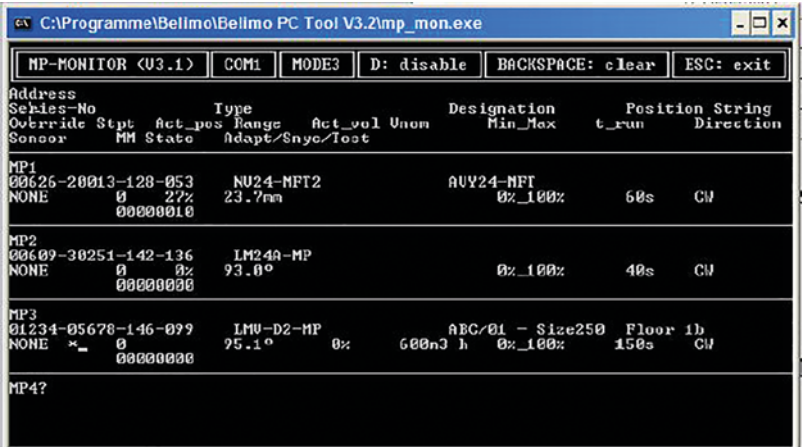 C:\Programme\Belimo\Belimo PC Tool V3.2\mp_mon.exe
MP-MONITOR (V3.1) COM1 MODE3 D: disable BACKSPACE: clear ESC: exit
Address
Series-No Type Designation Position String
Override Stpt Act_pos Range Act_vol Vnom Min_Max t_run Direction
Sensor MM State Adapt/Snyc/Test
MP1
00626-20013-128-053 NV24-MFT2 AVY24-MFT
NONE 0 27% 23.7mm 0%_100% 60s CW
00000010
MP2
00609-30251-142-136 LM24A-MP
NONE 0 0% 93.0° 0%_100% 40s CW
00000000
MP3
01234-05678-146-099 LMV-D2-MP ABC/01 - Size250 Floor 1b
NONE *_ 0 95.1° 0% 600m3 h 0%_100% 150s CW
00000000
MP4?